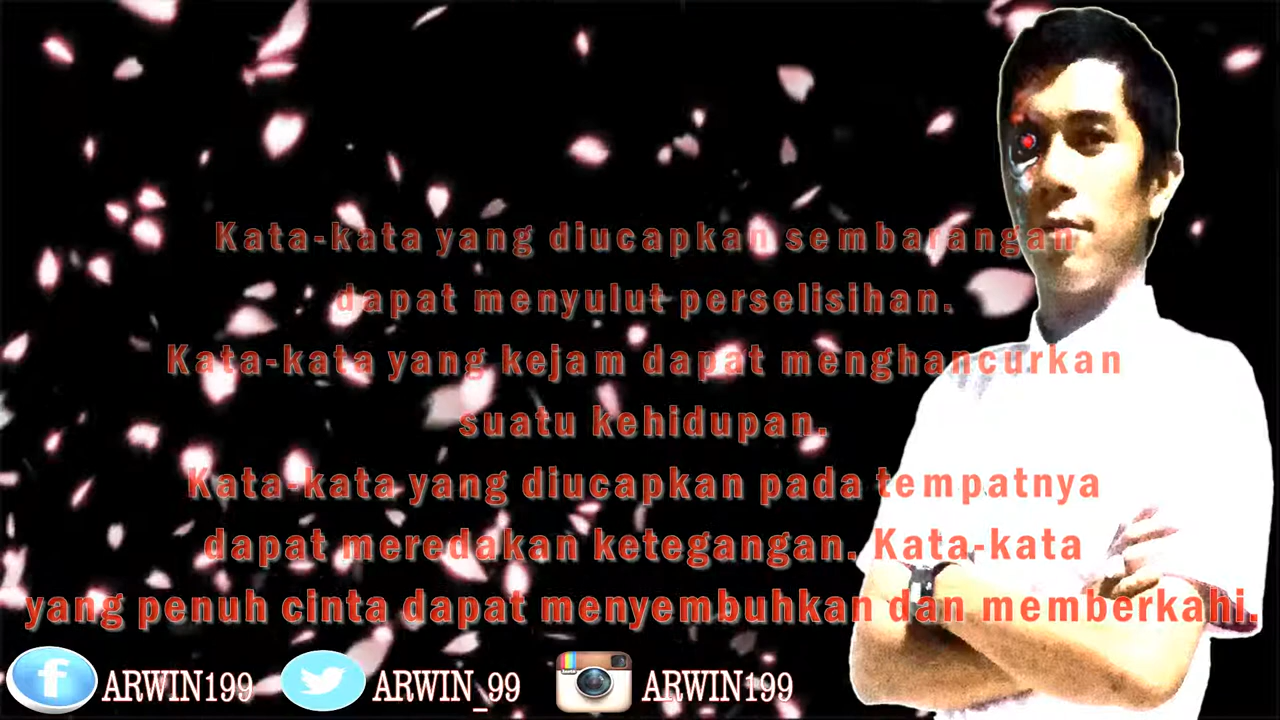 Kata-kata yang diucapkan sembarangan
dapat menyulut perselisihan.
Kata-kata yang kejam dapat menghancurkan
suatu kehidupan.
Kata-kata yang diucapkan pada tempatnya
dapat meredakan ketegangan. Kata-kata
yang penuh cinta dapat menyembuhkan dan memberkahi.
ARWIN199 ARWIN_99 ARWIN199